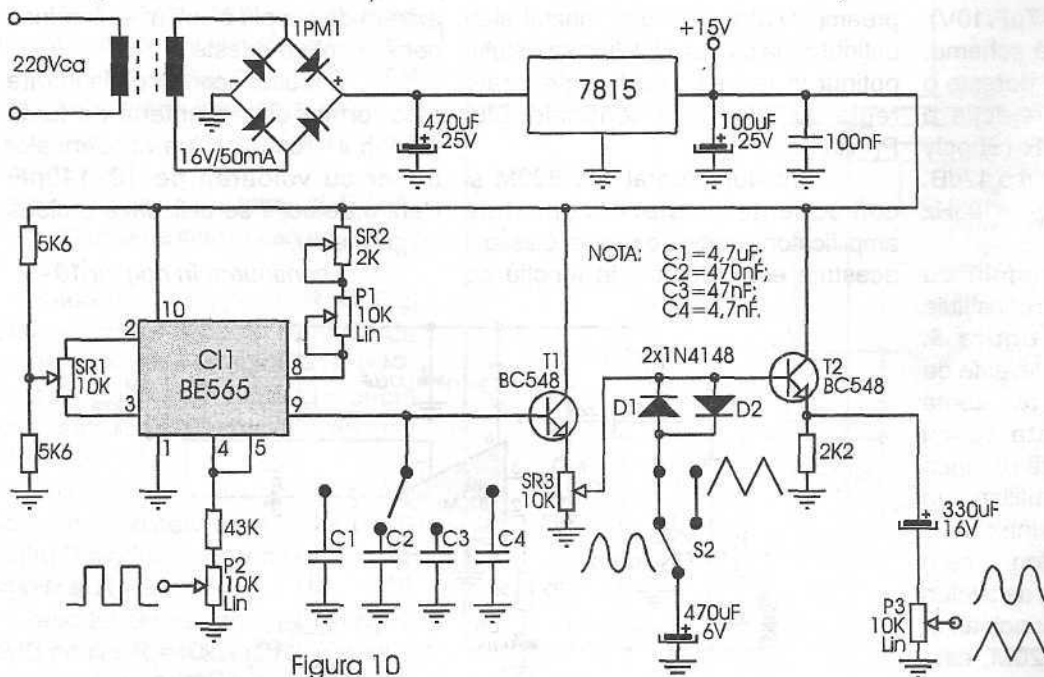 7µF/10V)
220Vca
1PM1
16V/50mA
470uF
25V
7815
+15V
100uF
25V
100nF
5K6
SR2
2K
P1
10K
Lin
10
2
3
8
9
1
4
5
SR1
10K
CI1
BE565
5K6
NOTA:
C1=4,7uF;
C2=470nF;
C3=47nF;
C4=4.7nF.
T1
BC548
2x1N4148
D1
D2
T2
BC548
SR3
10K
2K2
43K
P2
10K
Lin
C1
C2
C3
C4
S2
330uF
16V
470uF
6V
P3
10K
Lin
Figura 10